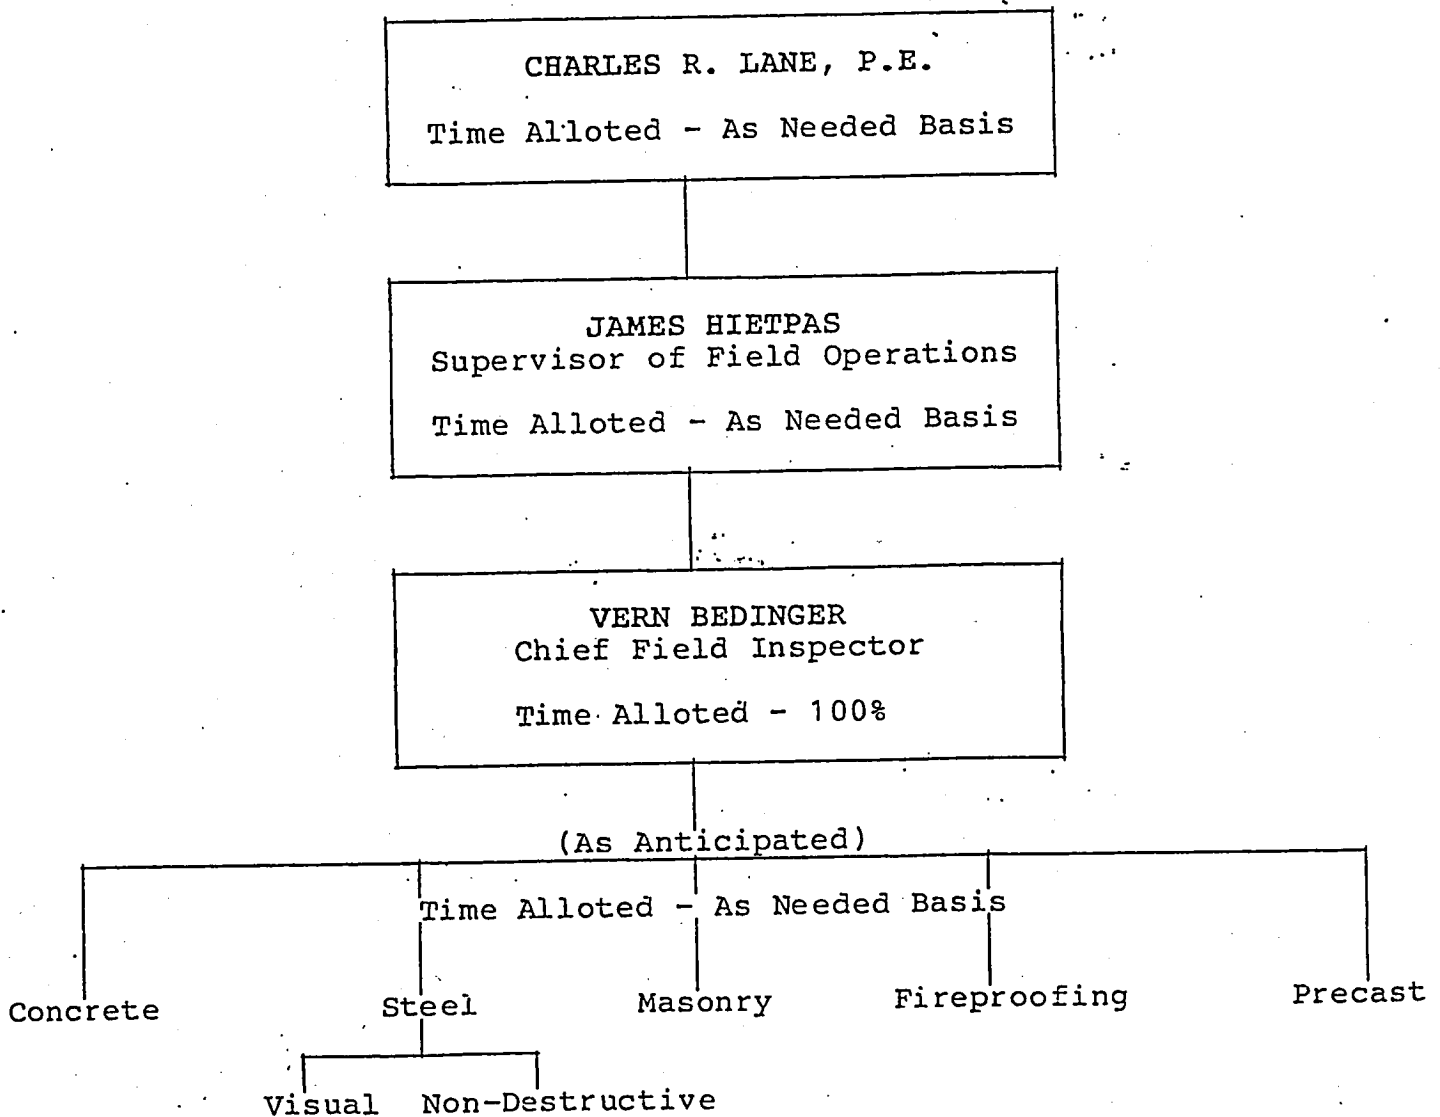 CHARLES R. LANE, P.E.
Time Alloted - As Needed Basis
JAMES HIETPAS
Supervisor of Field Operations
Time Alloted - As Needed Basis
VERN BEDINGER
Chief Field Inspector
Time Alloted - 100%
(As Anticipated)
Time Alloted - As Needed Basis
Concrete Steel Masonry Fireproofing Precast
Visual Non-Destructive